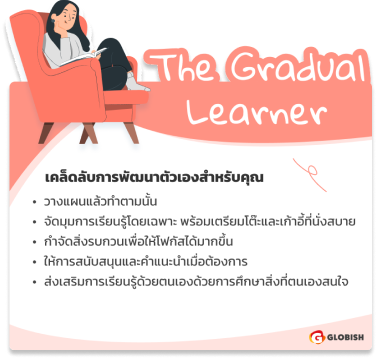 The Gradual
Learner
เคล็ดลับการพัฒนาตัวเองสำหรับคุณ
• วางแผนแล้วทำตามนั้น
• จัดมุมการเรียนรู้โดยเฉพาะ พร้อมเตรียมโต๊ะและเก้าอี้ที่นั่งสบาย
• กำจัดสิ่งรบกวนเพื่อให้โฟกัสได้มากขึ้น
• ให้การสนับสนุนและคำแนะนำเมื่อต้องการ
• ส่งเสริมการเรียนรู้ด้วยตนเองด้วยการศึกษาสิ่งที่ตนเองสนใจ
GLOBISH